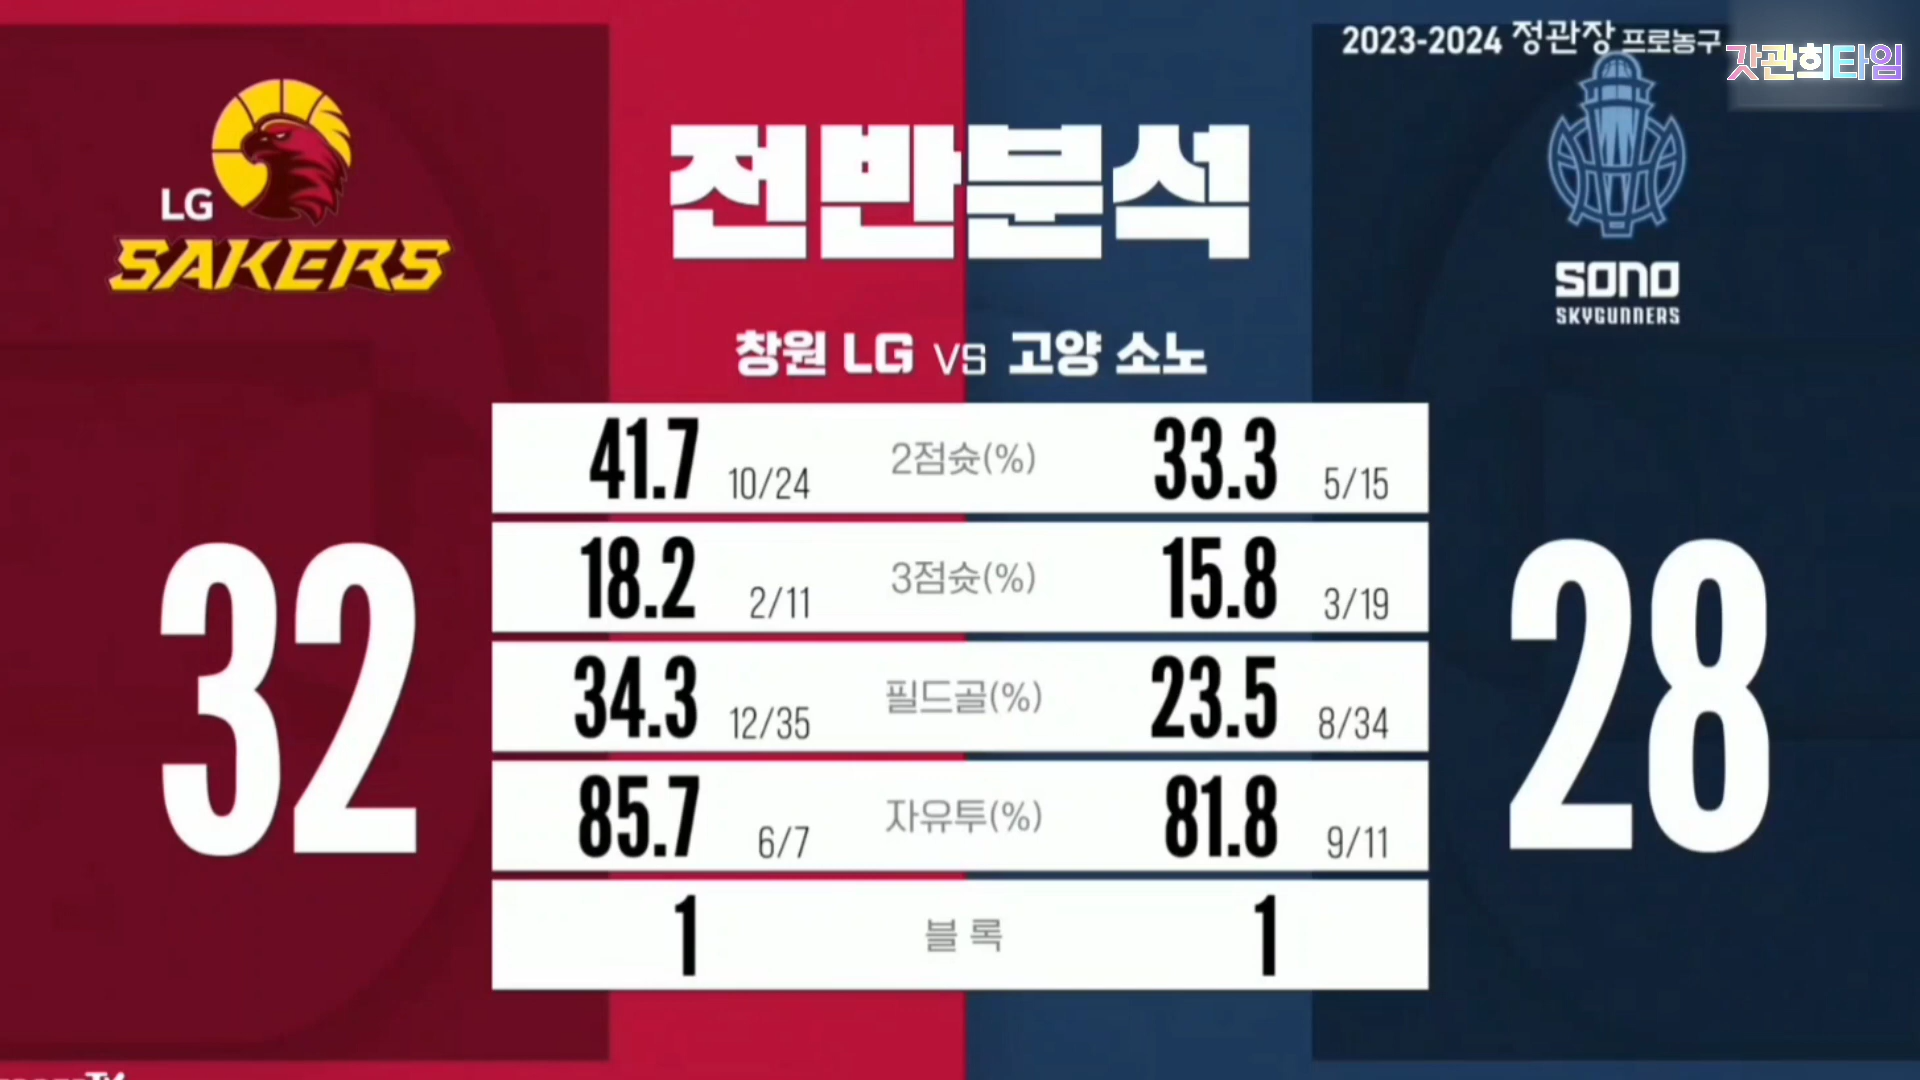 2023-2024 정관장 프로농구
갓관희타임
LG
SAKERS
전반분석
SONO
SKYGUNNERS
창원 LG VS 고양 소노
41.7 10/24 2점슛(%) 33.3 5/15
18.2 2/11 3점슛(%) 15.8 3/19
32
34.3 12/35 필드골(%) 23.5 8/34
28
85.7 6/7 자유투(%) 81.8 9/11
1 블록 1